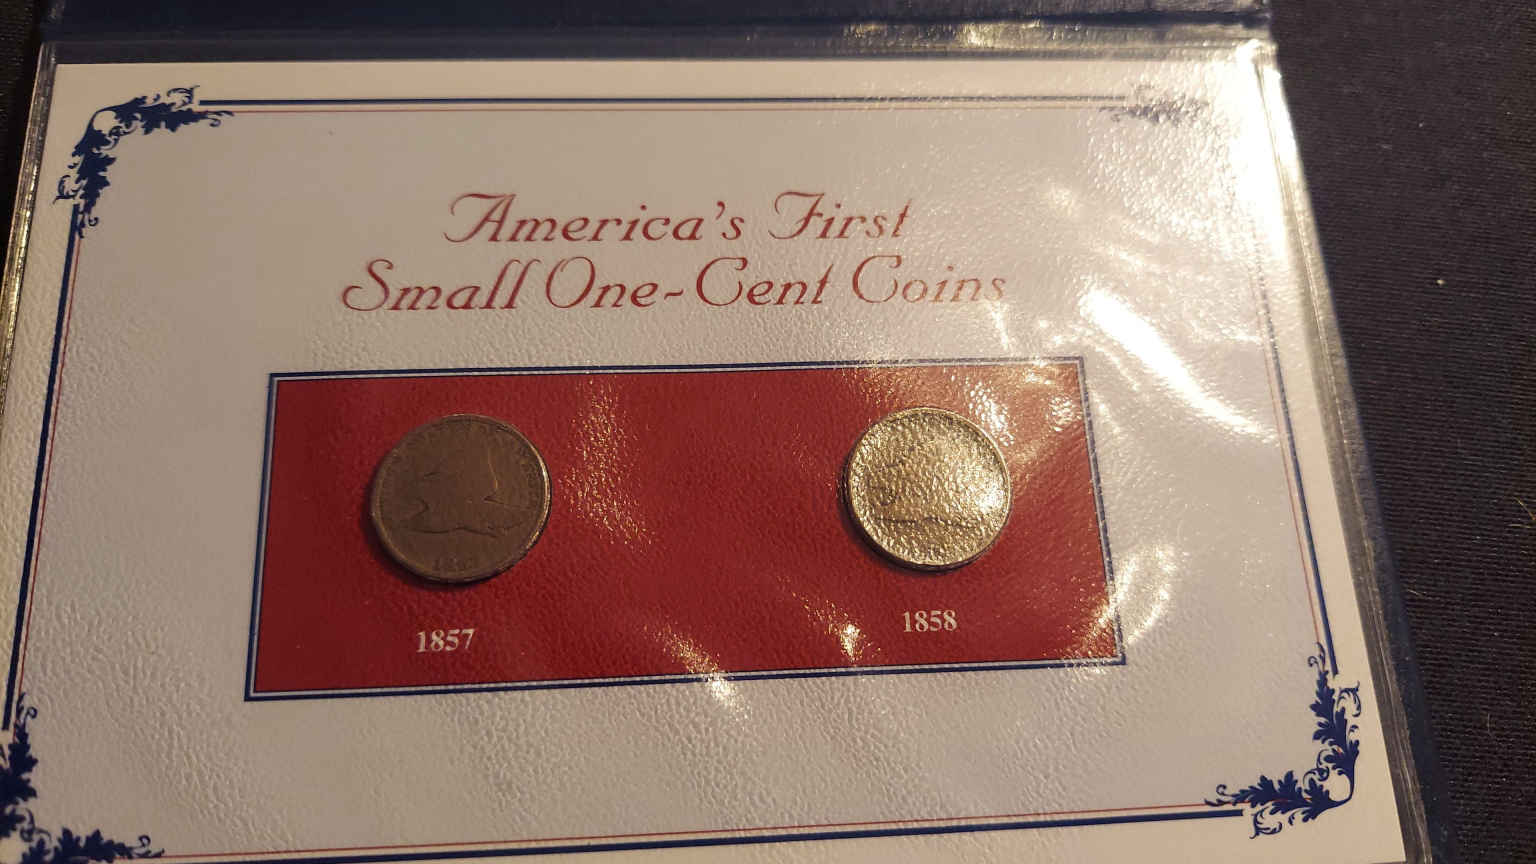 America's First
Small One-Cent Coins
1857
1858